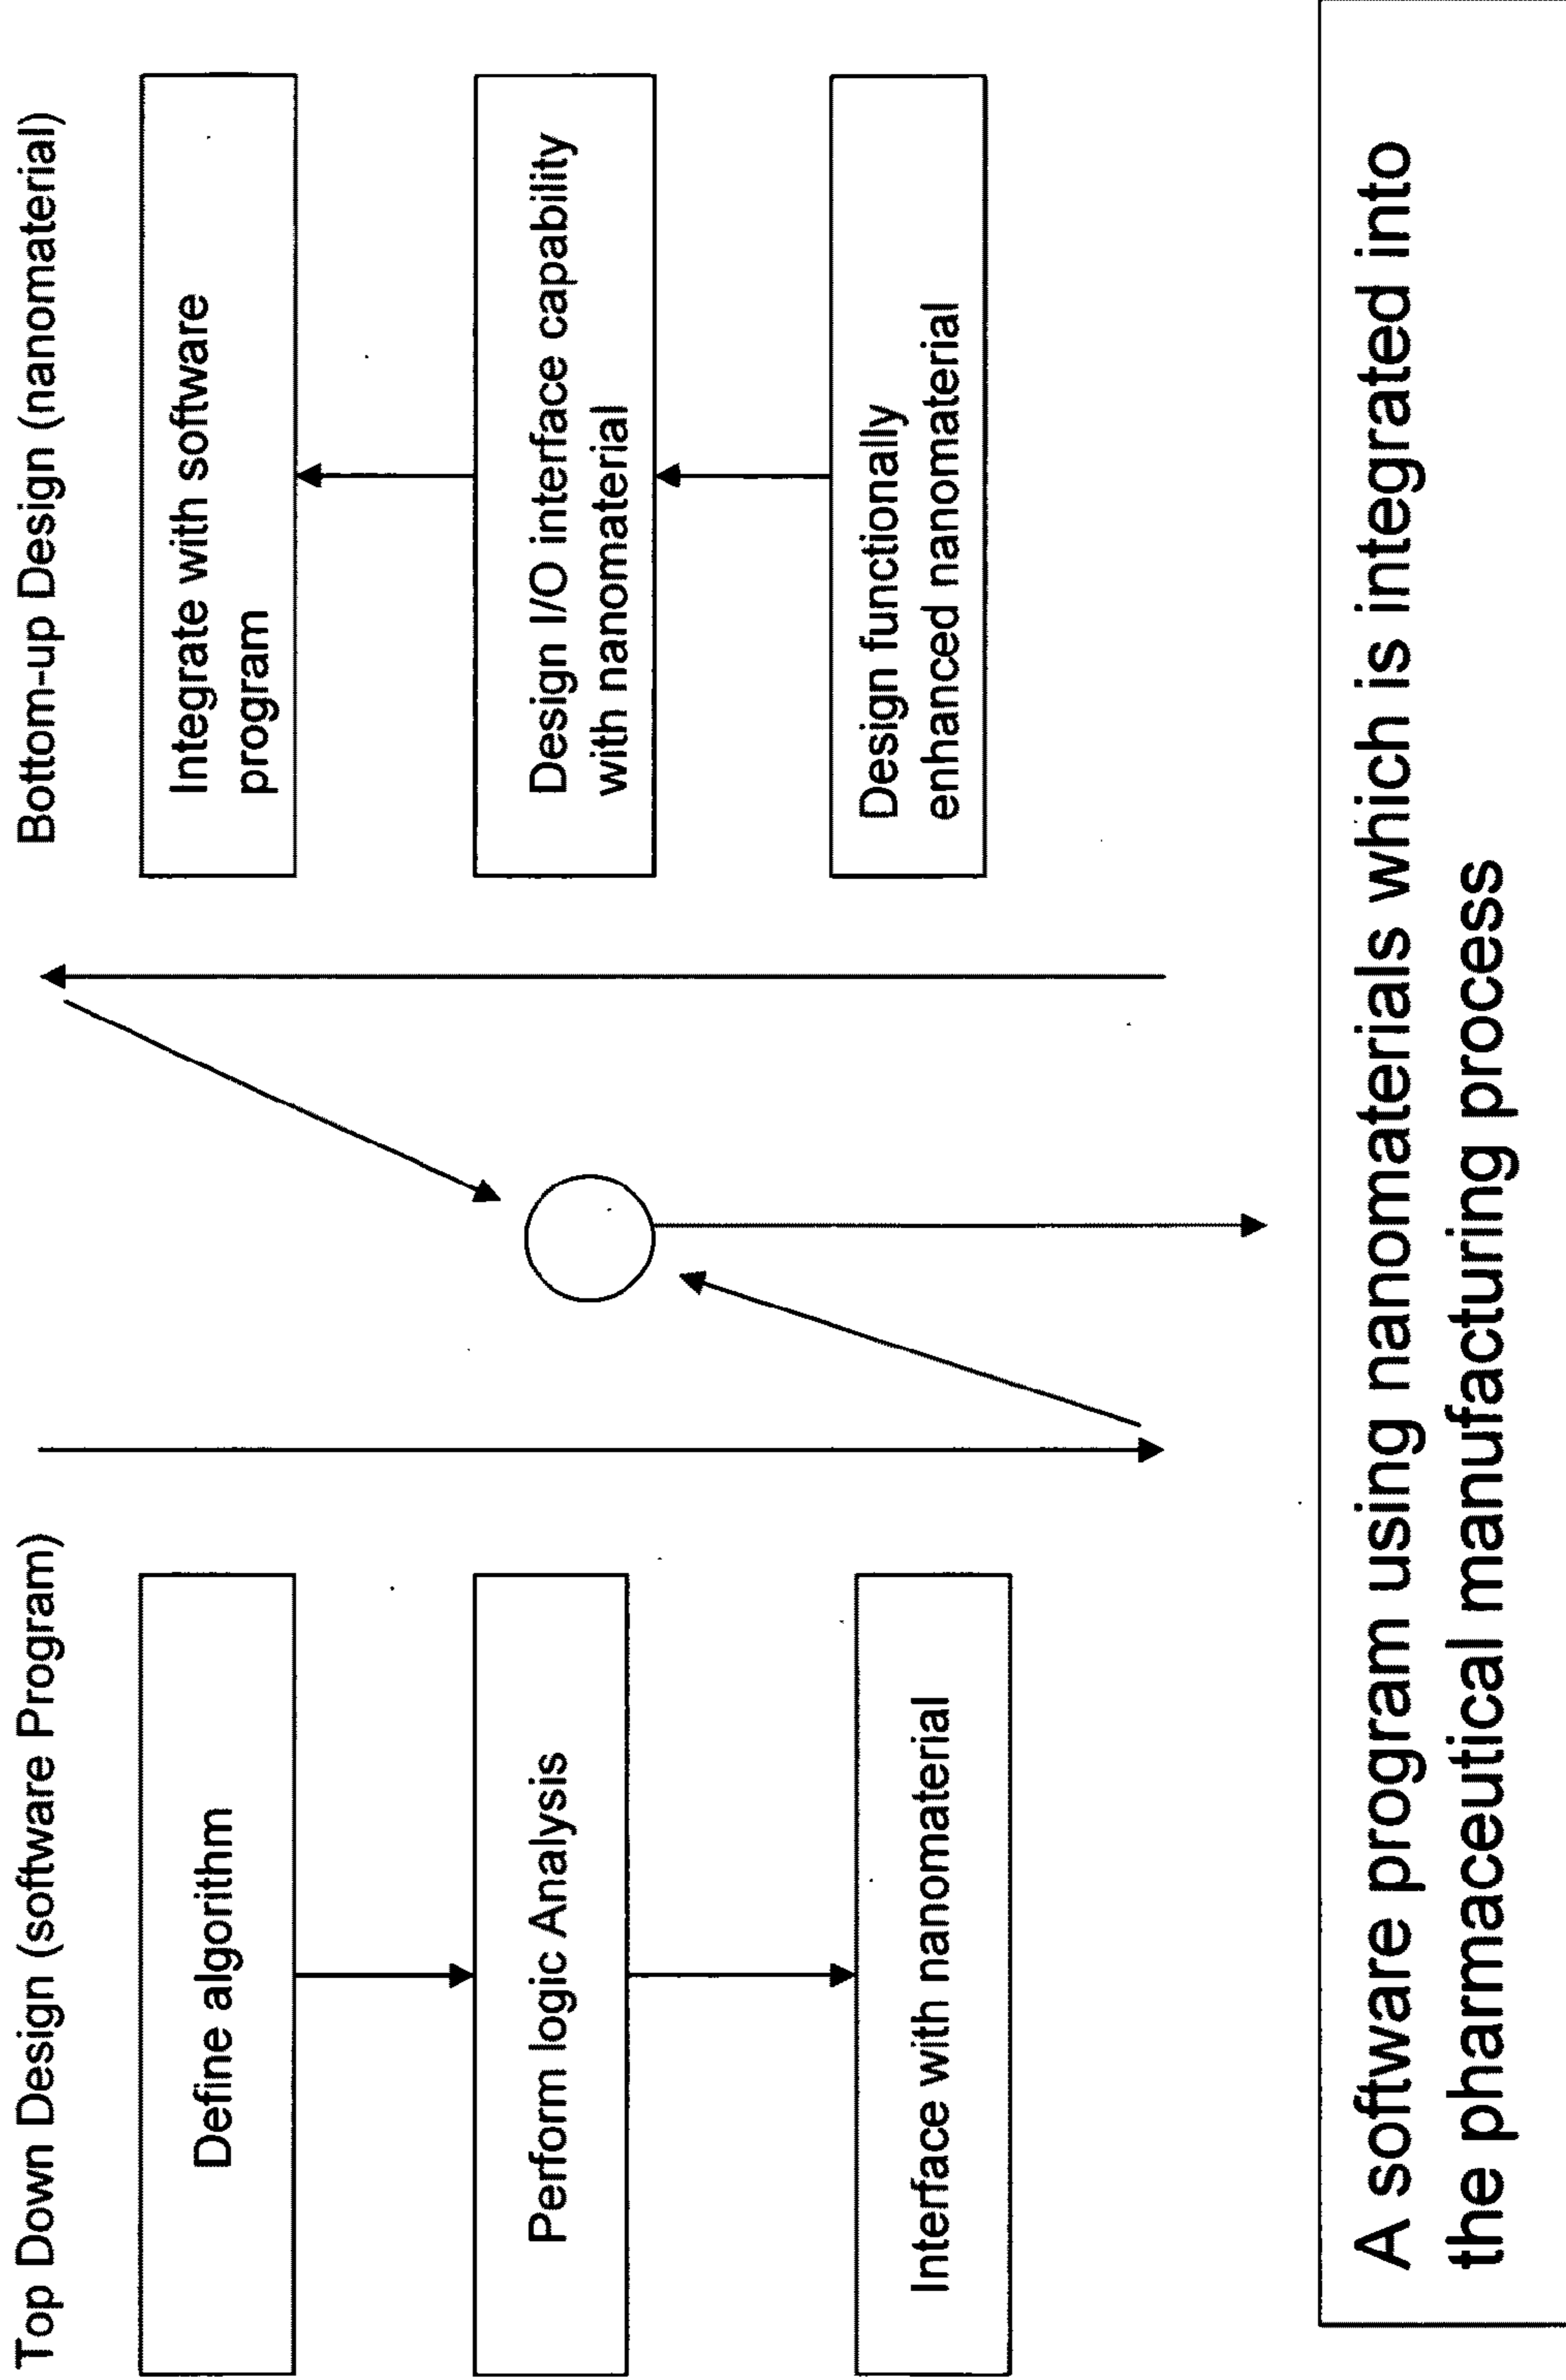 Top Down Design (software Program)
Define algorithm
Perform logic Analysis
Interface with nanomaterial
Bottom-up Design (nanomaterial)
Integrate with software
program
Design I/O interface capability
with nanomaterial
Design functionally
enhanced nanomaterial
A software program using nanomaterials which is integrated into
the pharmaceutical manufacturing process